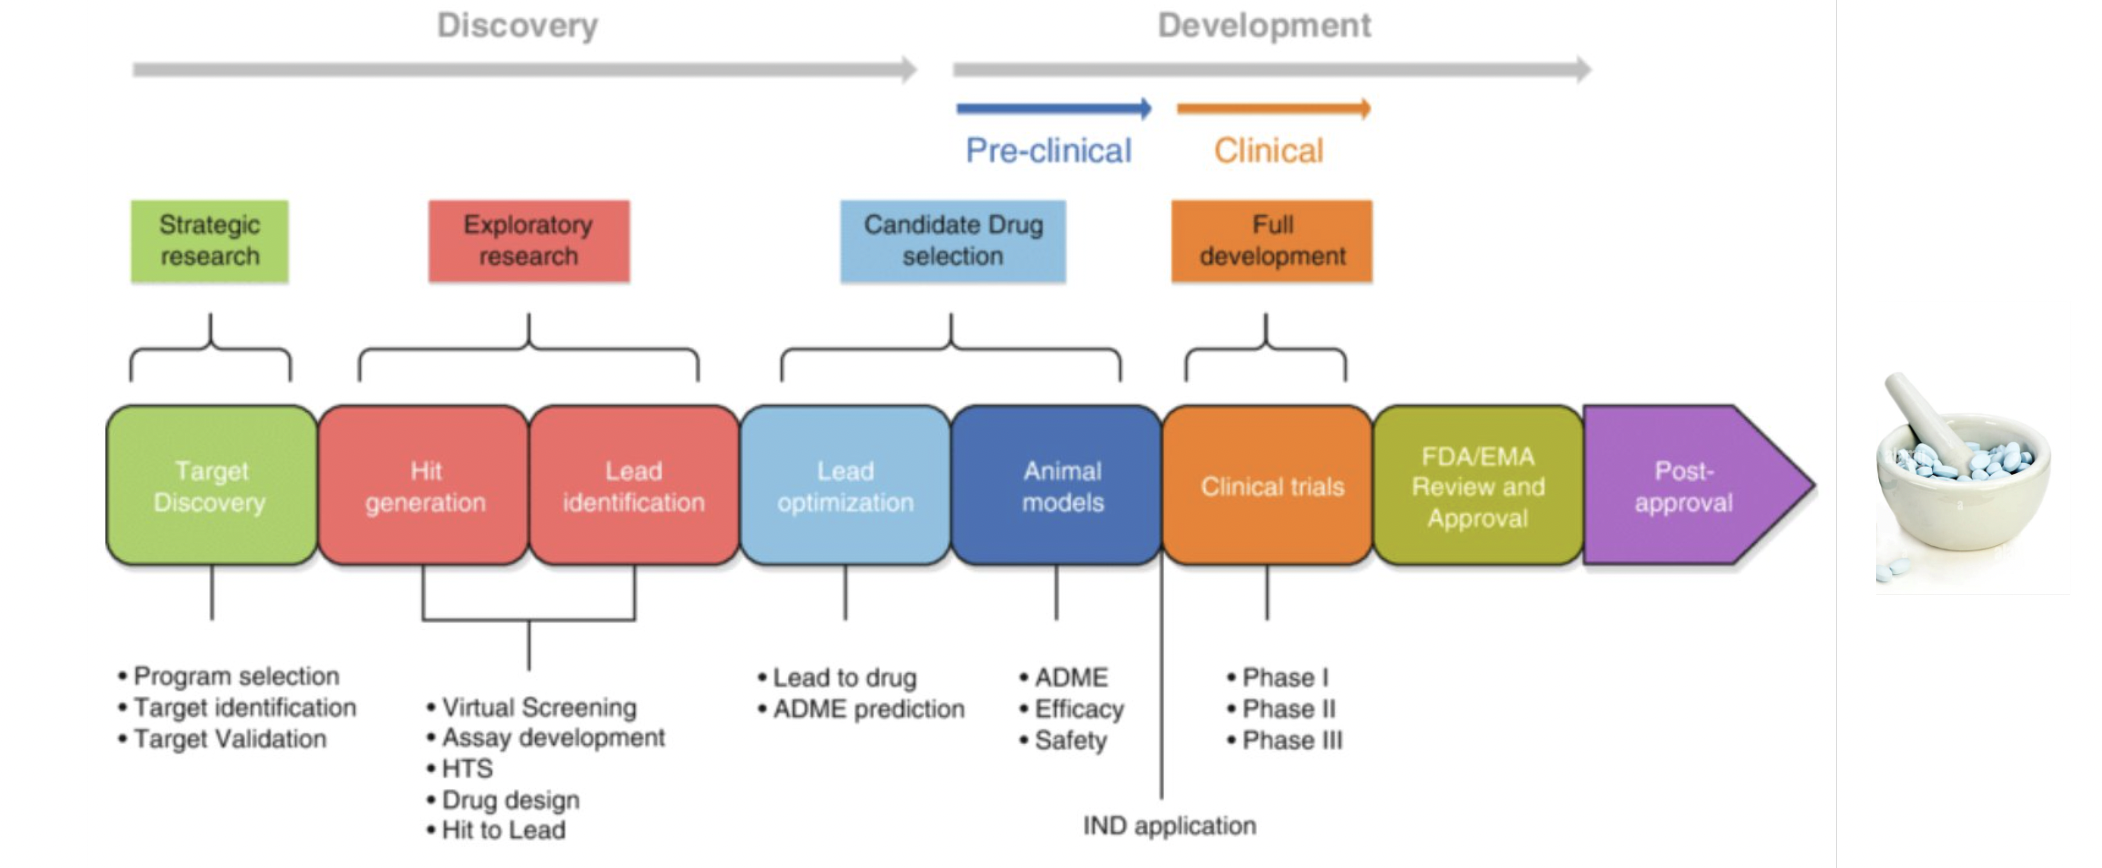 Discovery
Development
Pre-clinical
Clinical
Strategic
research
Exploratory
research
Candidate Drug
selection
Full
development
Target
Discovery
Hit
generation
Lead
identification
Lead
optimization
Animal
models
Clinical trials
FDA/EMA
Review and
Approval
Post-
approval
• Program selection
• Target identification
• Target Validation
• Virtual Screening
• Assay development
• HTS
• Drug design
• Hit to Lead
• Lead to drug
• ADME prediction
• ADME
• Efficacy
• Safety
• Phase I
• Phase II
• Phase III
IND application